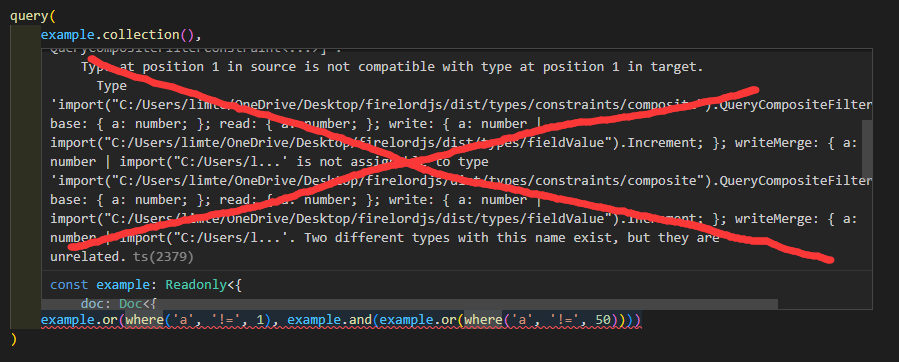 query(
example.collection(),
QueryCompositeFilterConstraint<...>]'.
Type at position 1 in source is not compatible with type at position 1 in target.
Type
'import("C:/Users/limte/OneDrive/Desktop/firelordjs/dist/types/constraints/composite").QueryCompositeFilter
base: { a: number; }; read: { a: number; }; write: { a: number |
import("C:/Users/limte/OneDrive/Desktop/firelordjs/dist/types/fieldValue").Increment; }; writeMerge: { a:
number | import("C:/Users/l...' is not assignable to type
'import("C:/Users/limte/OneDrive/Desktop/firelordjs/dist/types/constraints/composite").QueryCompositeFilter
base: { a: number; }; read: { a: number; }; write: { a: number |
import("C:/Users/limte/OneDrive/Desktop/firelordjs/dist/types/fieldValue").Increment; }; writeMerge: { a:
number | import("C:/Users/l...'. Two different types with this name exist, but they are
unrelated. ts(2379)
const example: Readonly<{
doc: Doc<{
example.or(where('a', '!=', 1), example.and(example.or(where('a', '!=', 50))))
)